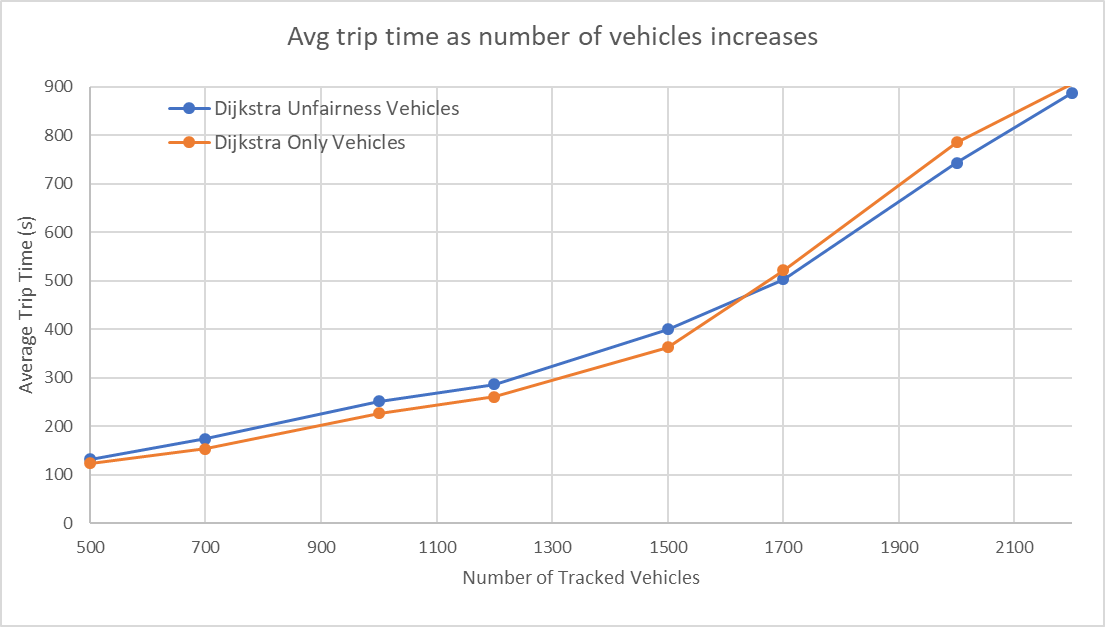 Avg trip time as number of vehicles increases
Dijkstra Unfairness Vehicles
Dijkstra Only Vehicles
Average Trip Time (s)
900
800
700
600
500
400
300
200
100
0
500 700 900 1100 1300 1500 1700 1900 2100
Number of Tracked Vehicles